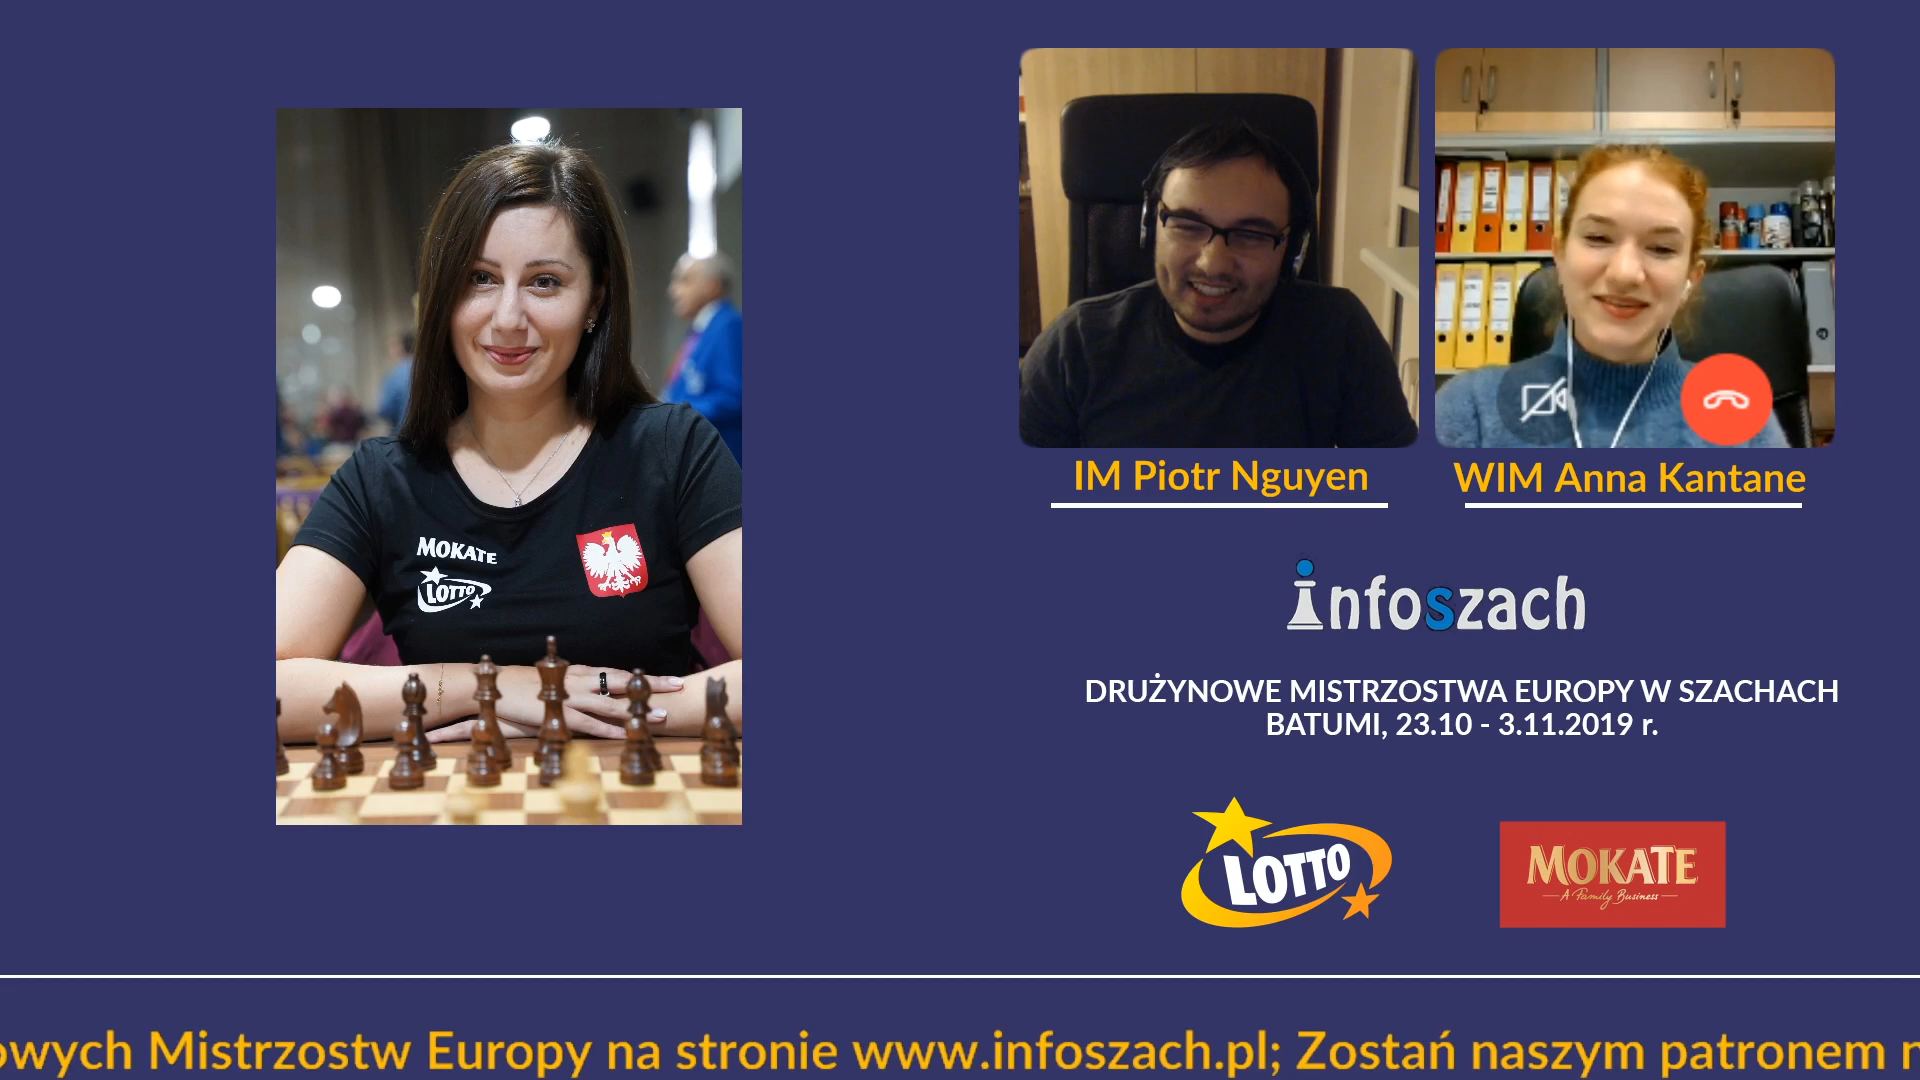 MOKATE
LOTTO
IM Piotr Nguyen
WIM Anna Kantane
infoszach
DRUŻYNOWE MISTRZOSTWA EUROPY W SZACHACH
BATUMI, 23.10 - 3.11.2019 r.
LOTTO
MOKATE
A Family Business
owych Mistrzostw Europy na stronie www.infoszach.pl; Zostań naszym patronem n